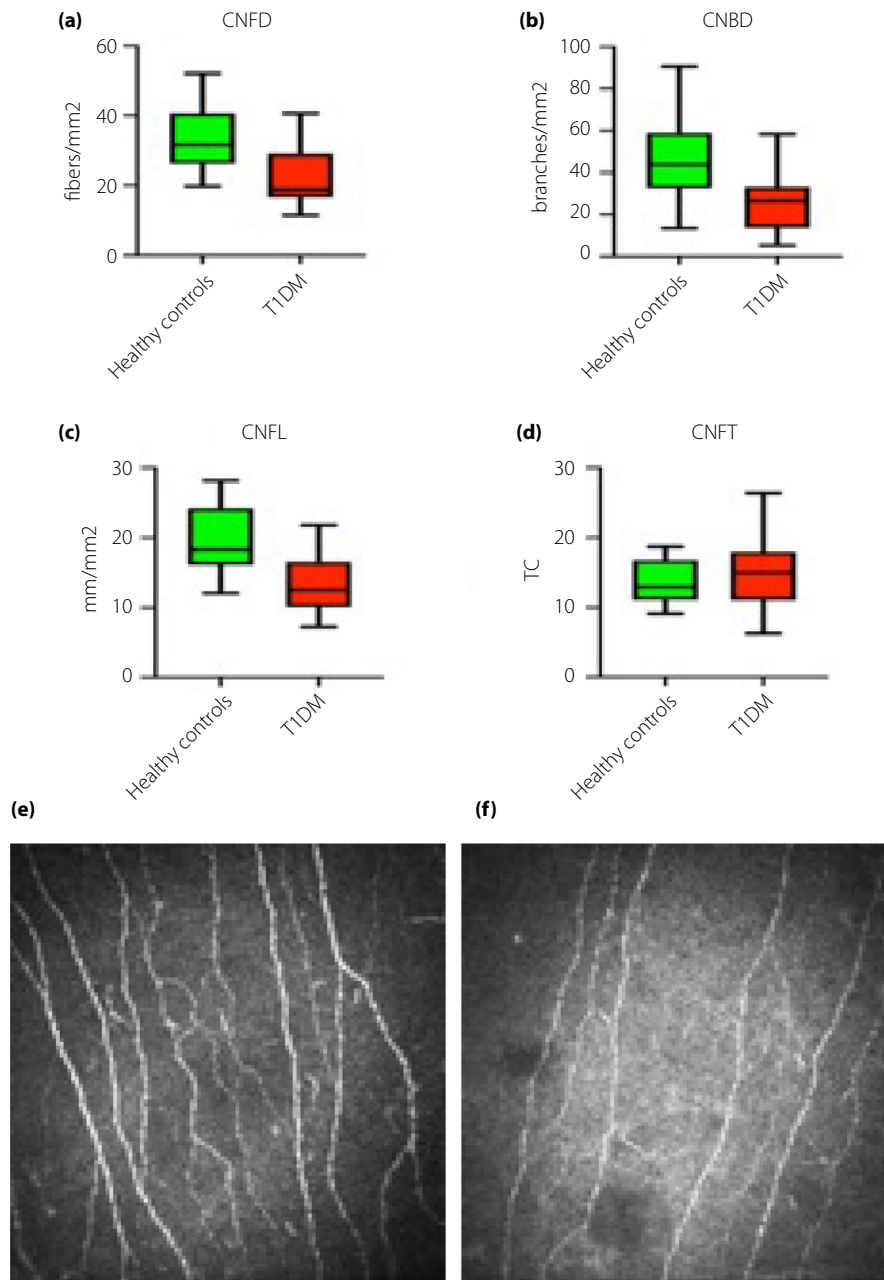 (a) CNFD
60
40
20
0
fibers/mm2
Healthy controls
T1DM
(b) CNBD
100
80
60
40
20
0
branches/mm2
Healthy controls
T1DM
(c) CNFL
30
20
10
0
mm/mm2
Healthy controls
T1DM
(d) CNFT
30
20
10
0
TC
Healthy controls
T1DM
(e)
(f)